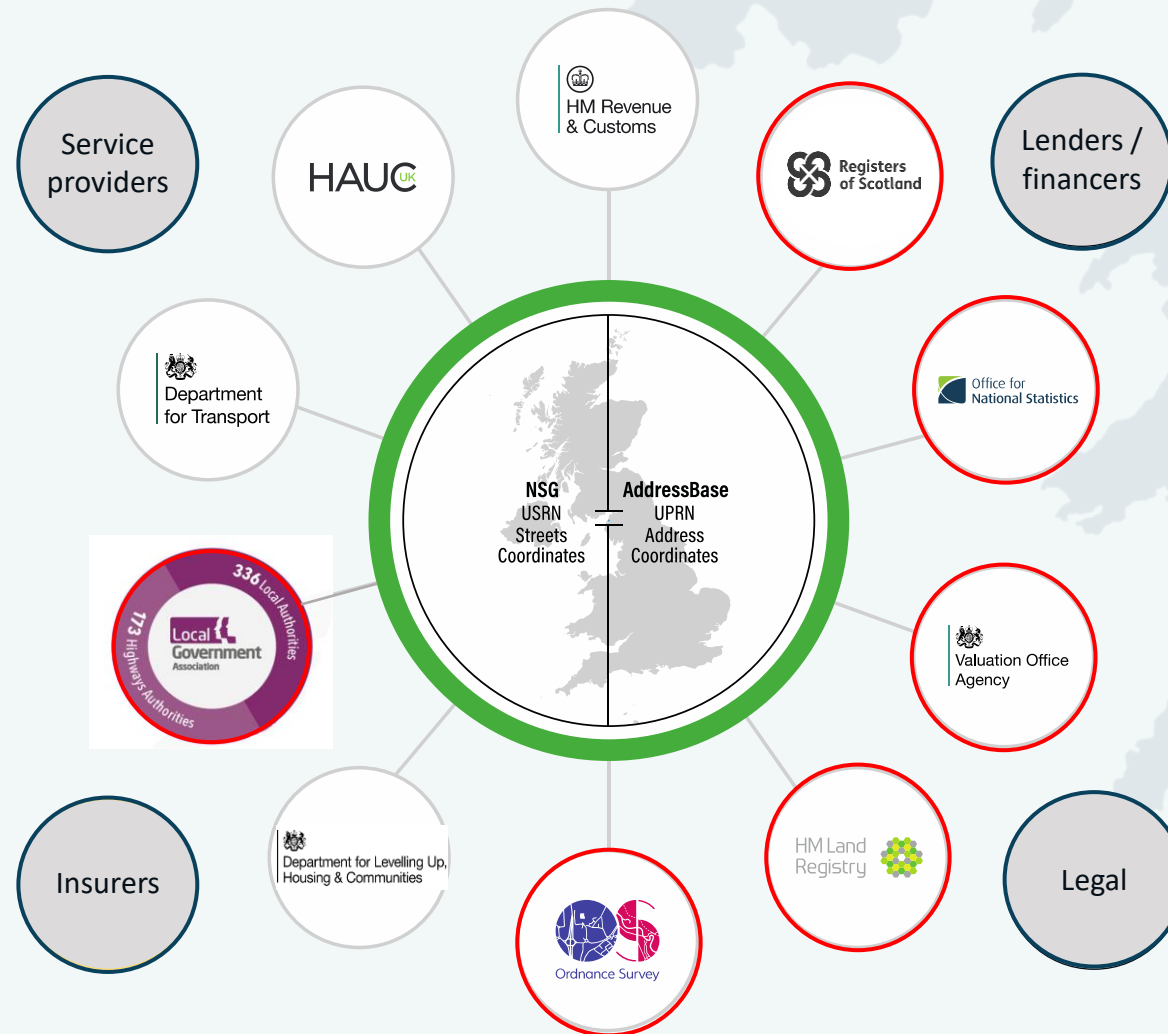 HM Revenue
& Customs
Service
providers
HAUC UK
Registers
of Scotland
Lenders /
financers
Department
for Transport
Office for
National Statistics
NSG
USRN
Streets
Coordinates
AddressBase
UPRN
Address
Coordinates
336 Local Authorities
173 Highways Authorities
Local
Government
Association
Valuation Office
Agency
Insurers
Department for Levelling Up,
Housing & Communities
OS
Ordnance Survey
HM Land
Registry
Legal